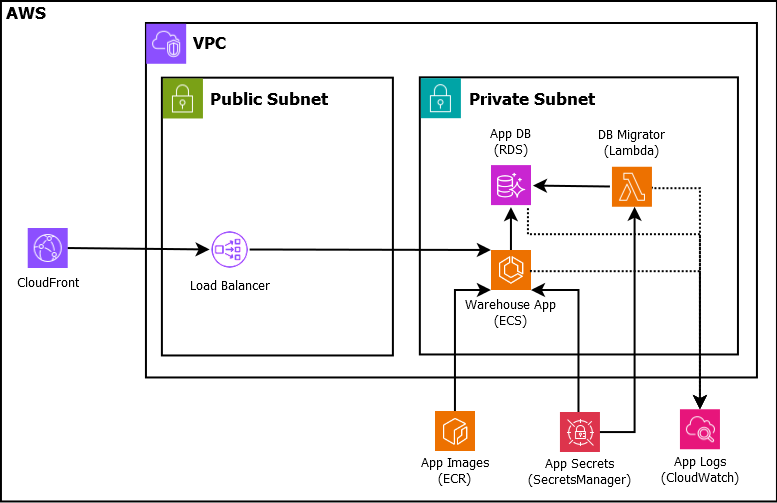 AWS
VPC
Public Subnet
Private Subnet
App DB
(RDS)
DB Migrator
(Lambda)
CloudFront
Load Balancer
Warehouse App
(ECS)
App Images
(ECR)
App Secrets
(SecretsManager)
App Logs
(CloudWatch)